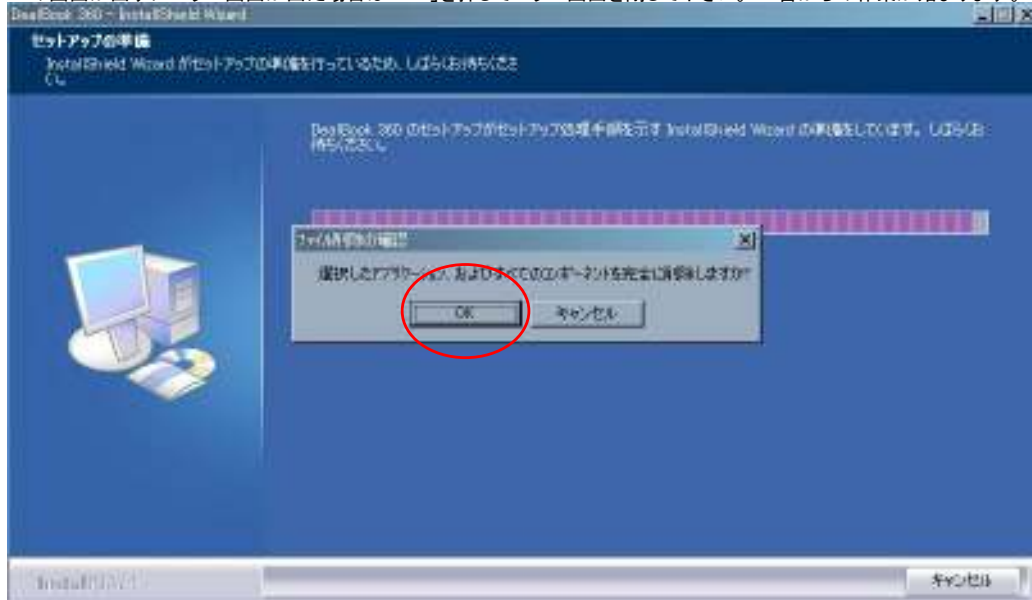 DealBook 360 - InstallShield Wizard
セットアップの準備
InstallShield Wizard がセットアップの準備を行っているため、しばらくお待ちくださ
い。
DealBook 360 のセットアップがセットアップ処理手順を示す InstallShield Wizard の準備をしています。しばらくお
待ちください。
ファイル削除の確認
選択したアプリケーション、およびすべてのコンポーネントを完全に削除しますか?
OK
キャンセル
InstallShield
キャンセル